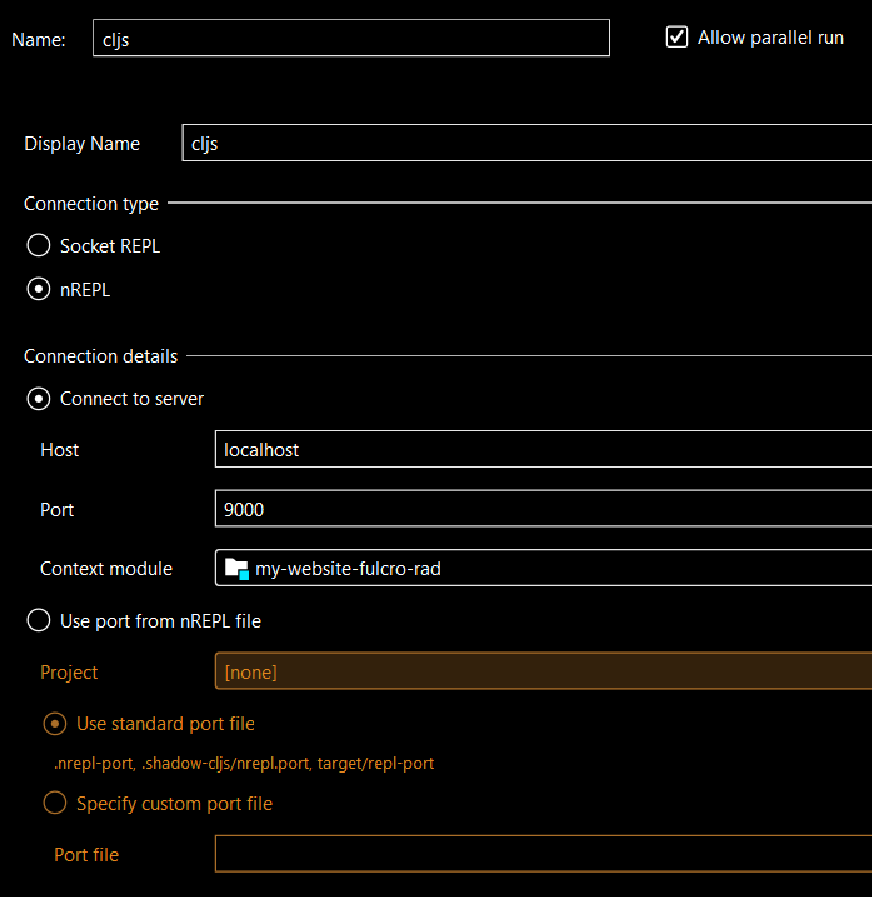 Name: cljs Allow parallel run
Display Name cljs
Connection type
Socket REPL
nREPL
Connection details
Connect to server
Host localhost
Port 9000
Context module my-website-fulcro-rad
Use port from nREPL file
Project [none]
Use standard port file
.nrepl-port, .shadow-cljs/nrepl.port, target/repl-port
Specify custom port file
Port file